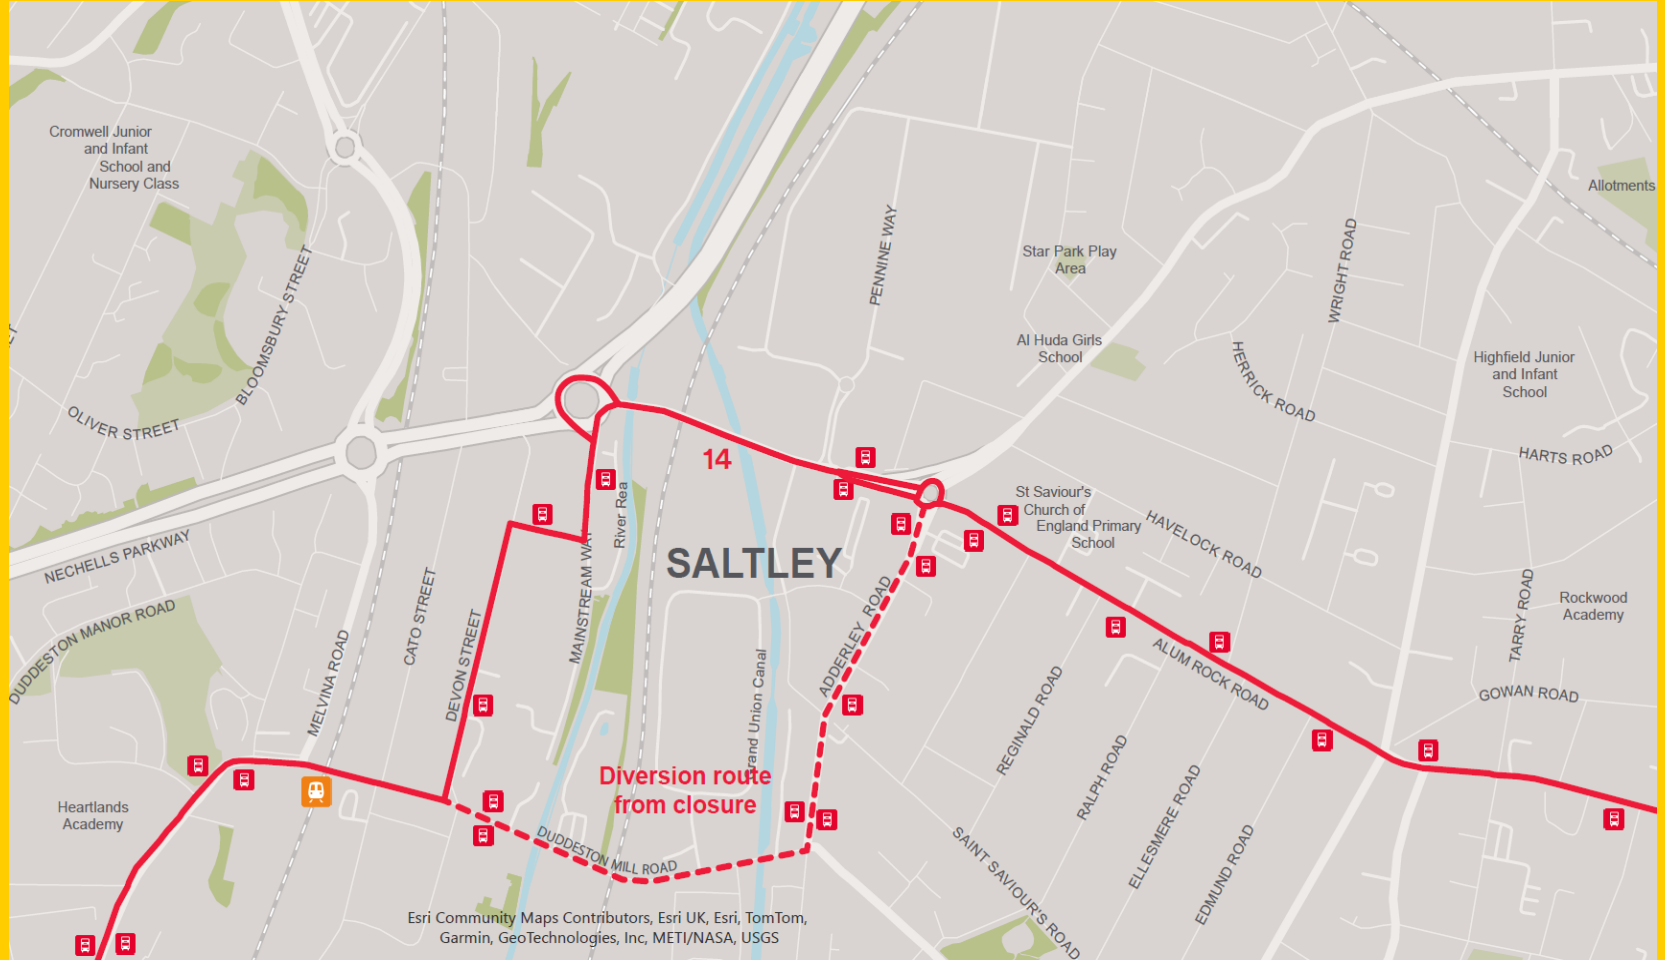 Cromwell Junior
and Infant
School and
Nursery Class
BLOOMSBURY STREET
OLIVER STREET
NECHELLS PARKWAY
DUDDESTON MANOR ROAD
MELVINA ROAD
CATO STREET
DEVON STREET
MAINSTREAM WAY
River Rea
Heartlands
Academy
14
SALTLEY
PENNINE WAY
Star Park Play
Area
Al Huda Girls
School
WRIGHT ROAD
HERRICK ROAD
Allotments
Highfield Junior
and Infant
School
HARTS ROAD
St Saviour's
Church of
England Primary
School
HAVELOCK ROAD
TARRY ROAD
Rockwood
Academy
GOWAN ROAD
ALUM ROCK ROAD
ADDERLEY ROAD
Grand Union Canal
REGINALD ROAD
RALPH ROAD
ELLESMERE ROAD
EDMUND ROAD
SAINT SAVIOUR'S ROAD
Diversion route
from closure
DUDDESTON MILL ROAD
Esri Community Maps Contributors, Esri UK, Esri, TomTom,
Garmin, GeoTechnologies, Inc, METI/NASA, USGS